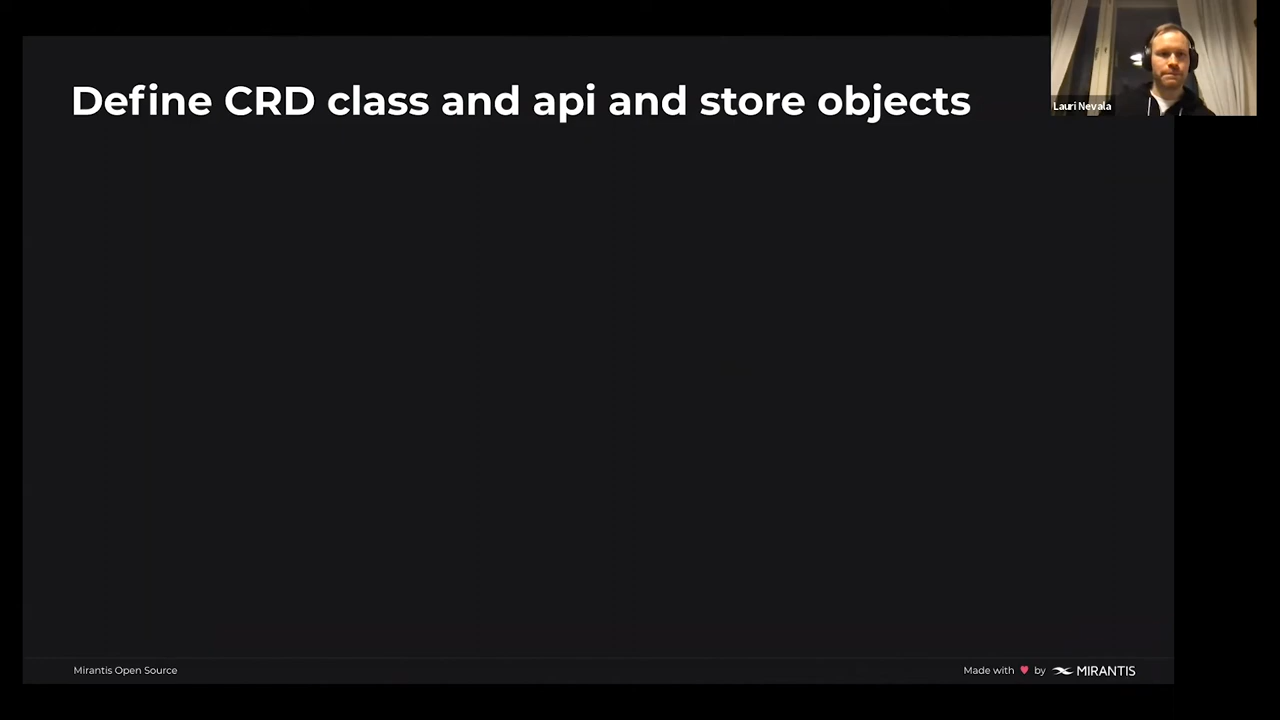 Define CRD class and api and store objects
Lauri Nevala
Mirantis Open Source
Made with ♥ by MIRANTIS